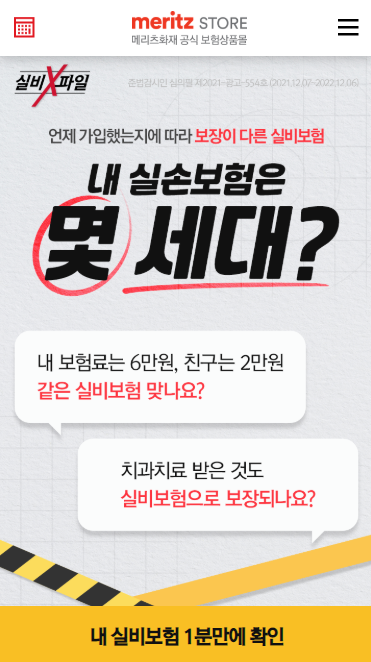 meritz STORE
메리츠화재 공식 보험상품몰
실비X파일
준법감시인 심의필 제2021-광고-554호 (2021.12.07~2022.12.06)
언제 가입했는지에 따라 보장이 다른 실비보험
내 실손보험은
몇 세대?
내 보험료는 6만원, 친구는 2만원
같은 실비보험 맞나요?
치과치료 받은 것도
실비보험으로 보장되나요?
내 실비보험 1분만에 확인